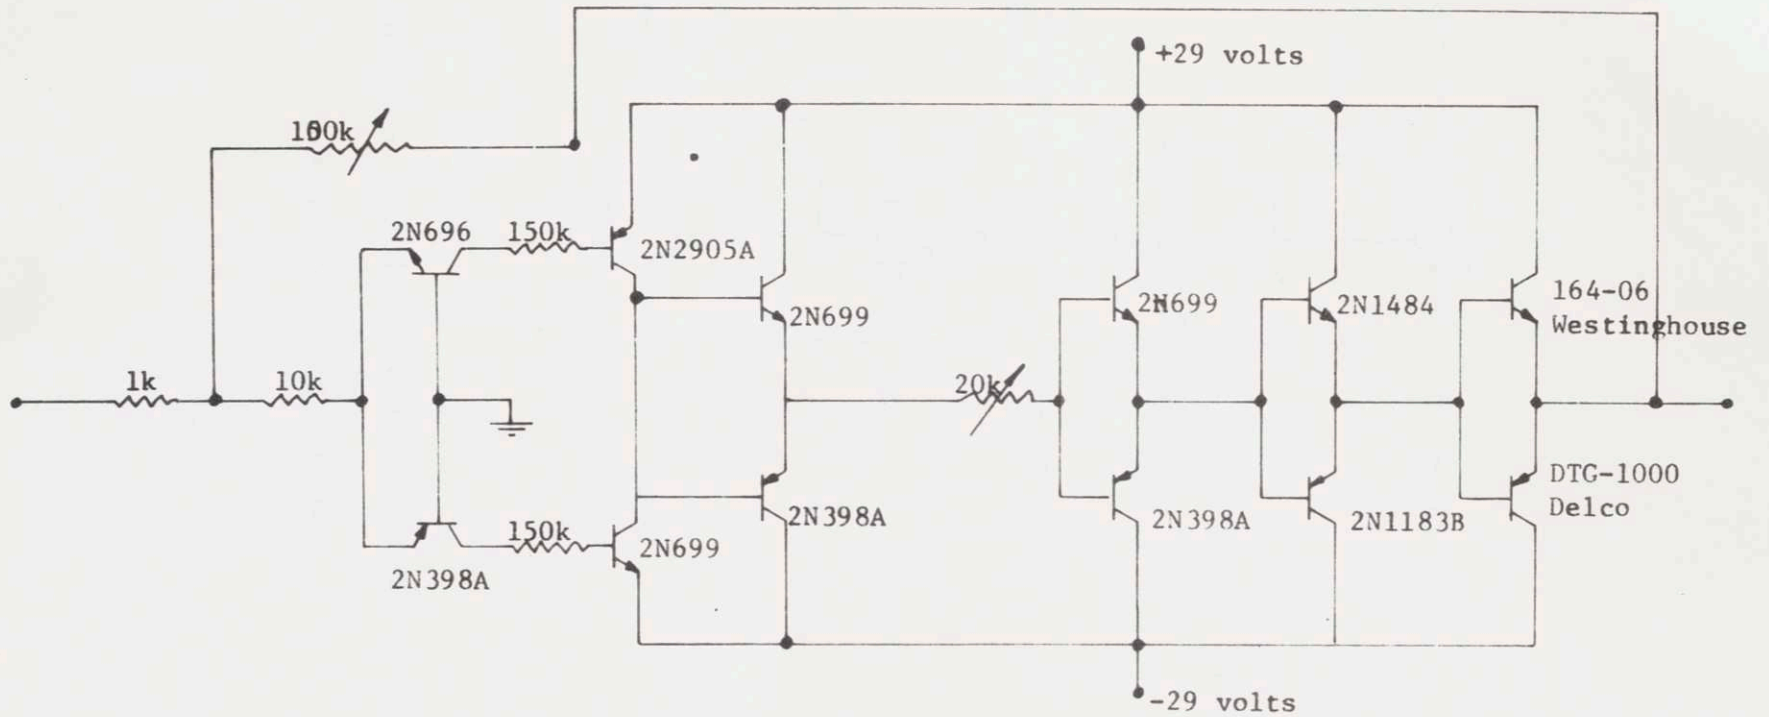 +29 volts
100k
2N696
150k
2N2905A
2N699
2N699
2N1484
164-06
Westinghouse
1k
10k
20k
DTG-1000
Delco
2N398A
2N398A
2N1183B
150k
2N699
2N398A
-29 volts